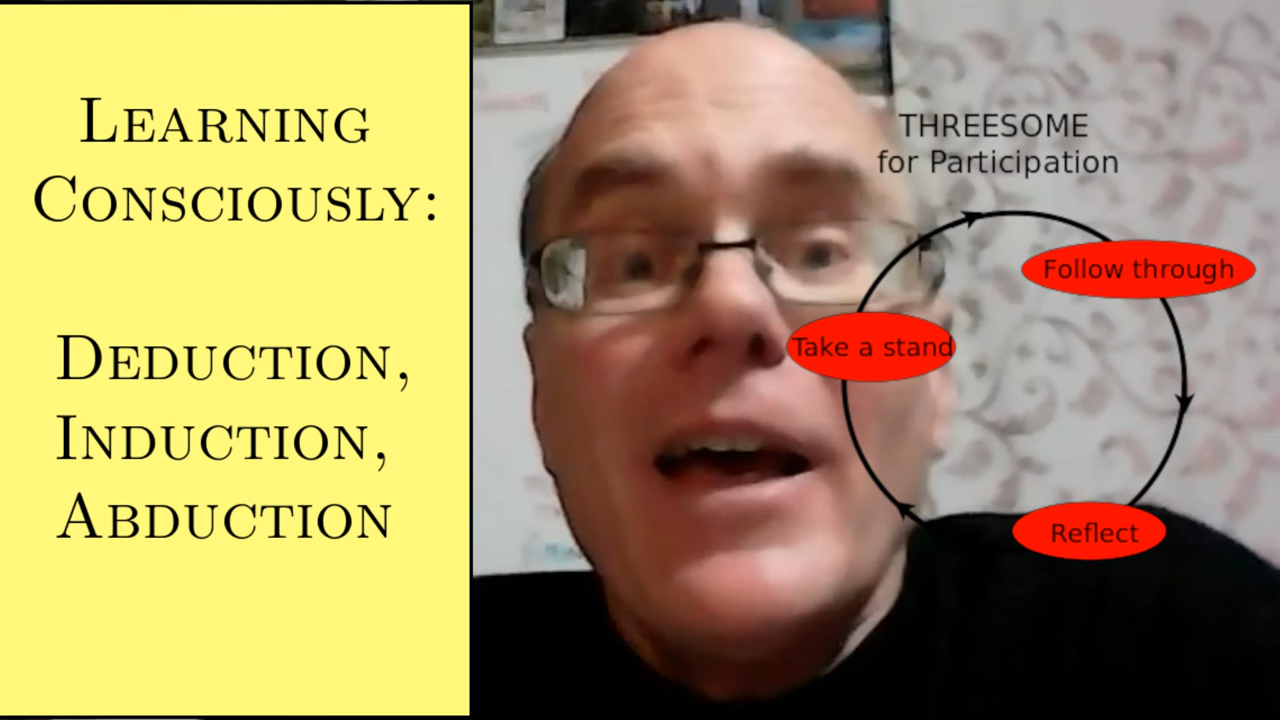 LEARNING
CONSCIOUSLY:
DEDUCTION,
INDUCTION,
ABDUCTION
THREESOME
for Participation
Follow through
Take a stand
Reflect